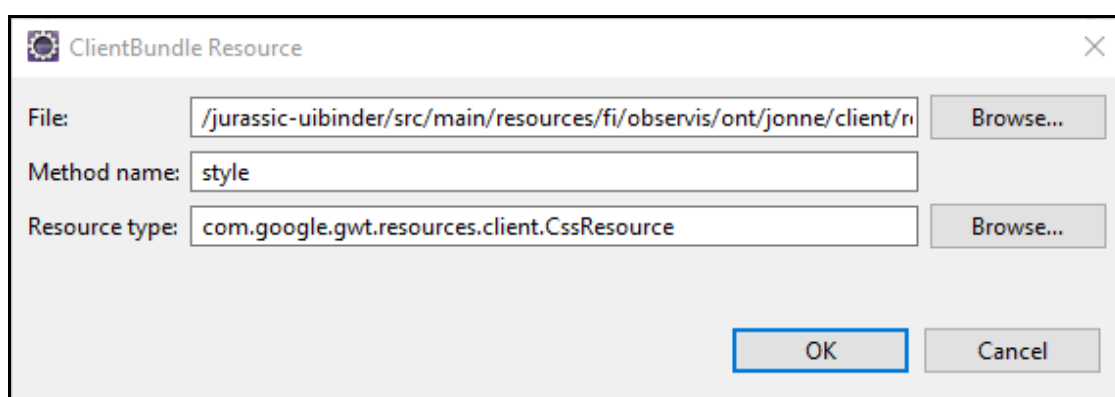 ClientBundle Resource
File: /jurassic-uibinder/src/main/resources/fi/observis/ont/jonne/client/r Browse...
Method name: style
Resource type: com.google.gwt.resources.client.CssResource Browse...
OK Cancel